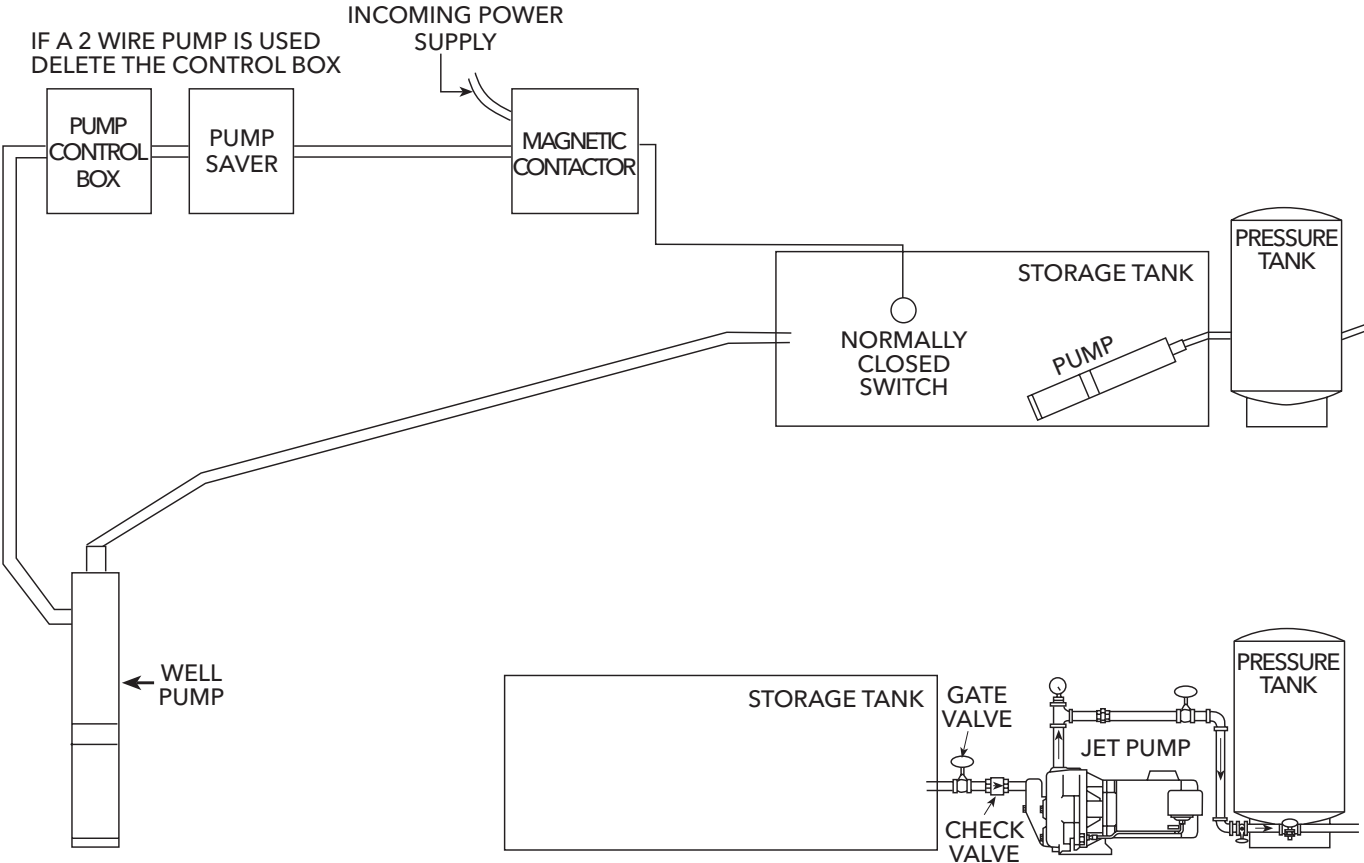 INCOMING POWER
SUPPLY
IF A 2 WIRE PUMP IS USED
DELETE THE CONTROL BOX
PUMP
CONTROL
BOX
PUMP
SAVER
MAGNETIC
CONTACTOR
STORAGE TANK
PRESSURE
TANK
NORMALLY
CLOSED
SWITCH
PUMP
WELL
PUMP
STORAGE TANK
GATE
VALVE
JET PUMP
PRESSURE
TANK
CHECK
VALVE